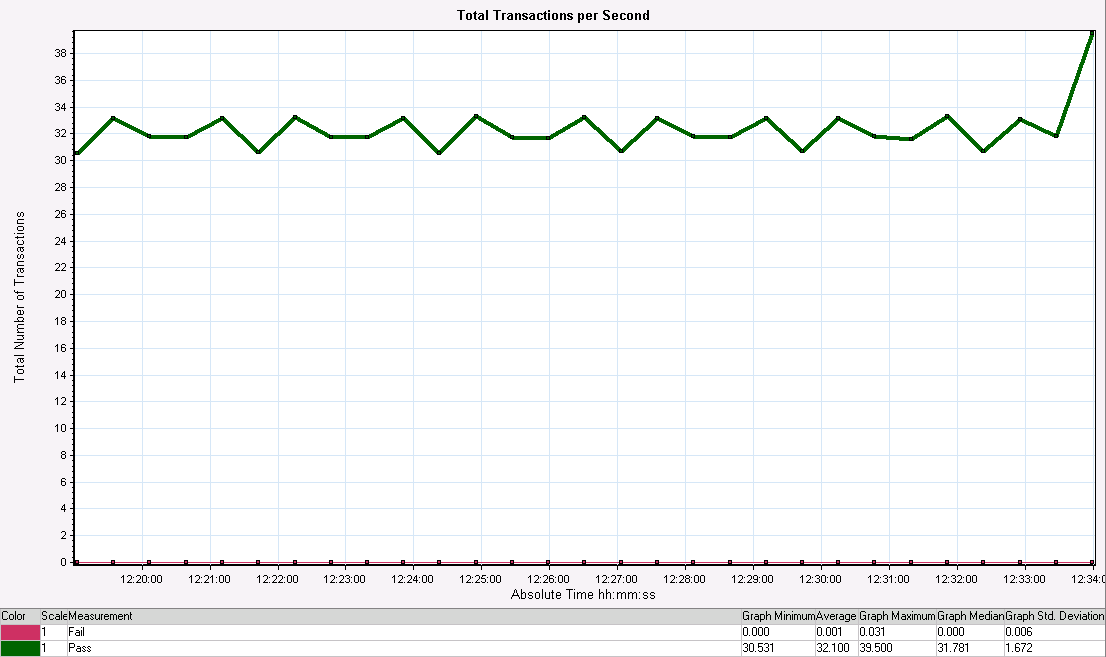 Total Transactions per Second
Total Number of Transactions
38
36
34
32
30
28
26
24
22
20
18
16
14
12
10
8
6
4
2
0
12:20:00 12:21:00 12:22:00 12:23:00 12:24:00 12:25:00 12:26:00 12:27:00 12:28:00 12:29:00 12:30:00 12:31:00 12:32:00 12:33:00 12:34:0
Absolute Time hh:mm:ss
Color Scale Measurement Graph Minimum Average Graph Maximum Graph Median Graph Std. Deviation
1 Fail 0.000 0.001 0.031 0.000 0.006
1 Pass 30.531 32.100 39.500 31.781 1.672